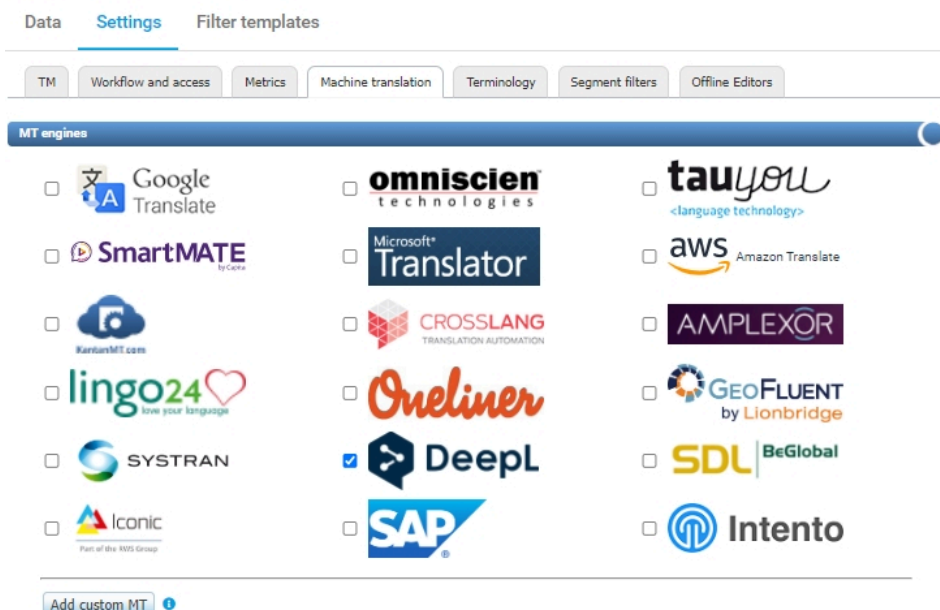 Data Settings Filter templates
TM Workflow and access Metrics Machine translation Terminology Segment filters Offline Editors
MT engines
文 A Google Translate
omniscien technologies
tauyou <language technology>
SmartMATE by Capita
Microsoft® Translator
aws Amazon Translate
KantanMT.com
CROSSLANG TRANSLATION AUTOMATION
AMPLEXOR
lingo24 love your language
Oneliner
GEOFLUENT by Lionbridge
SYSTRAN
DeepL
SDL BeGlobal
Iconic Part of the RWS Group
SAP®
Intento
Add custom MT i